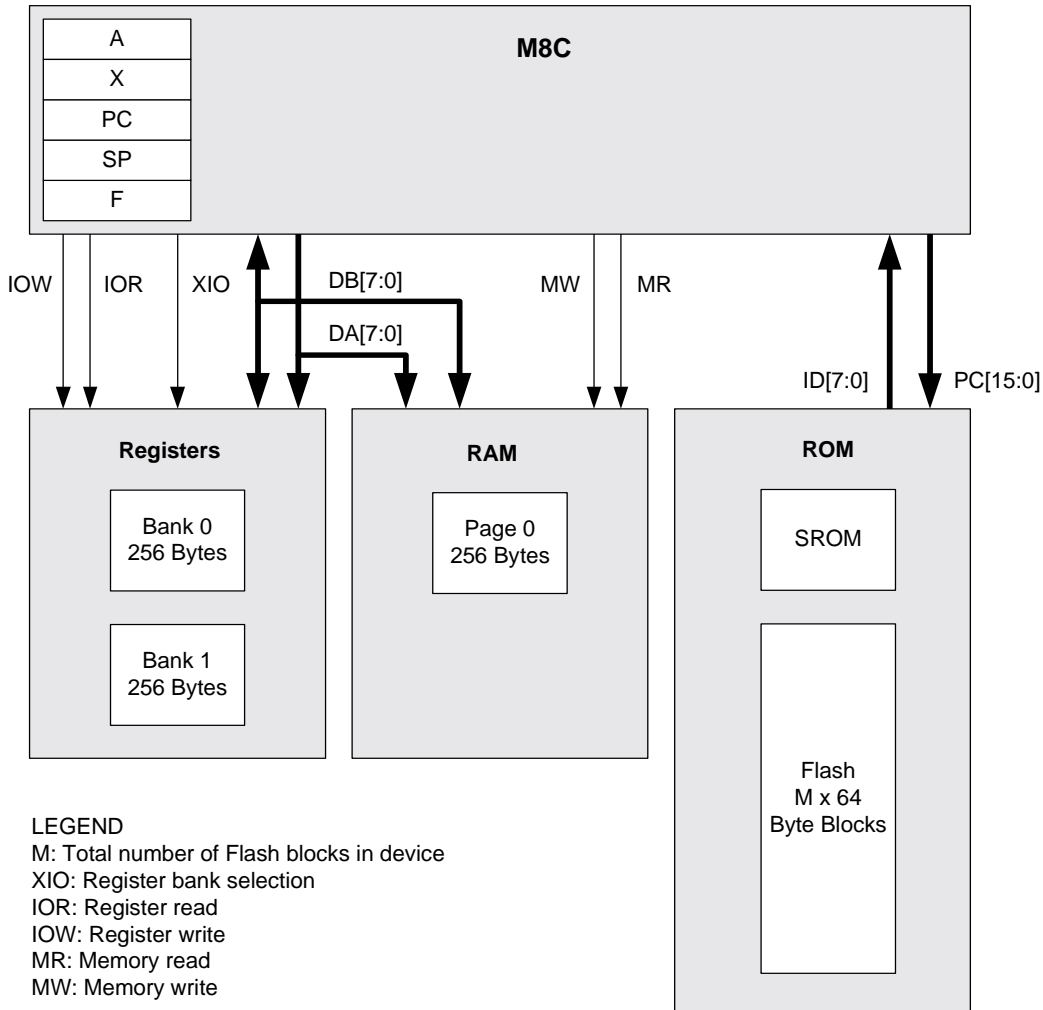 A
X
PC
SP
F
M8C
IOW
IOR
XIO
DB[7:0]
DA[7:0]
MW
MR
ID[7:0]
PC[15:0]
Registers
Bank 0
256 Bytes
Bank 1
256 Bytes
RAM
Page 0
256 Bytes
ROM
SROM
Flash
M x 64
Byte Blocks
LEGEND
M: Total number of Flash blocks in device
XIO: Register bank selection
IOR: Register read
IOW: Register write
MR: Memory read
MW: Memory write